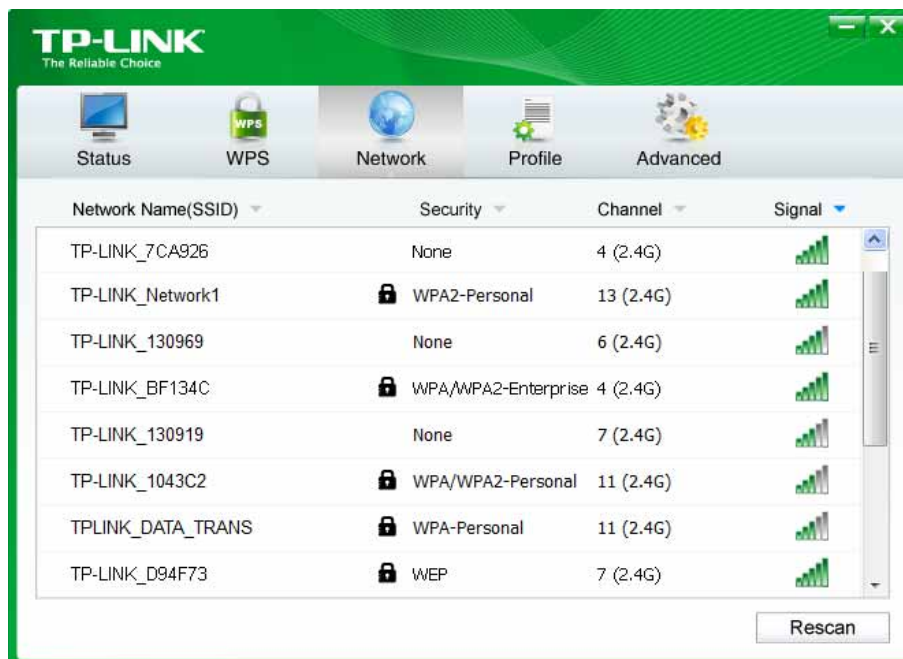 TP-LINK
The Reliable Choice
WPS
Status WPS Network Profile Advanced
Network Name(SSID) Security Channel Signal
TP-LINK_7CA926 None 4 (2.4G)
TP-LINK_Network1 WPA2-Personal 13 (2.4G)
TP-LINK_130969 None 6 (2.4G)
TP-LINK_BF134C WPA/WPA2-Enterprise 4 (2.4G)
TP-LINK_130919 None 7 (2.4G)
TP-LINK_1043C2 WPA/WPA2-Personal 11 (2.4G)
TPLINK_DATA_TRANS WPA-Personal 11 (2.4G)
TP-LINK_D94F73 WEP 7 (2.4G)
Rescan